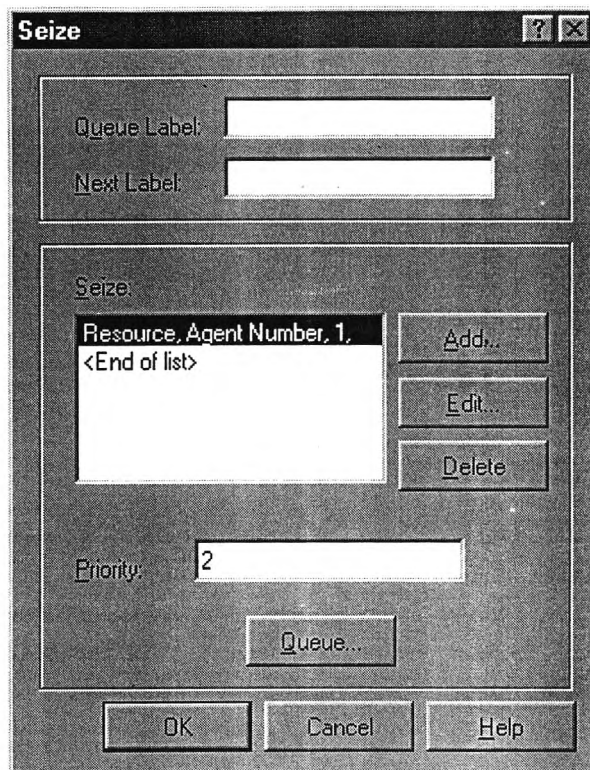 Seize
Queue Label:
Next Label:
Seize:
Resource, Agent Number, 1,
<End of list>
Add...
Edit...
Delete
Priority: 2
Queue...
OK Cancel Help